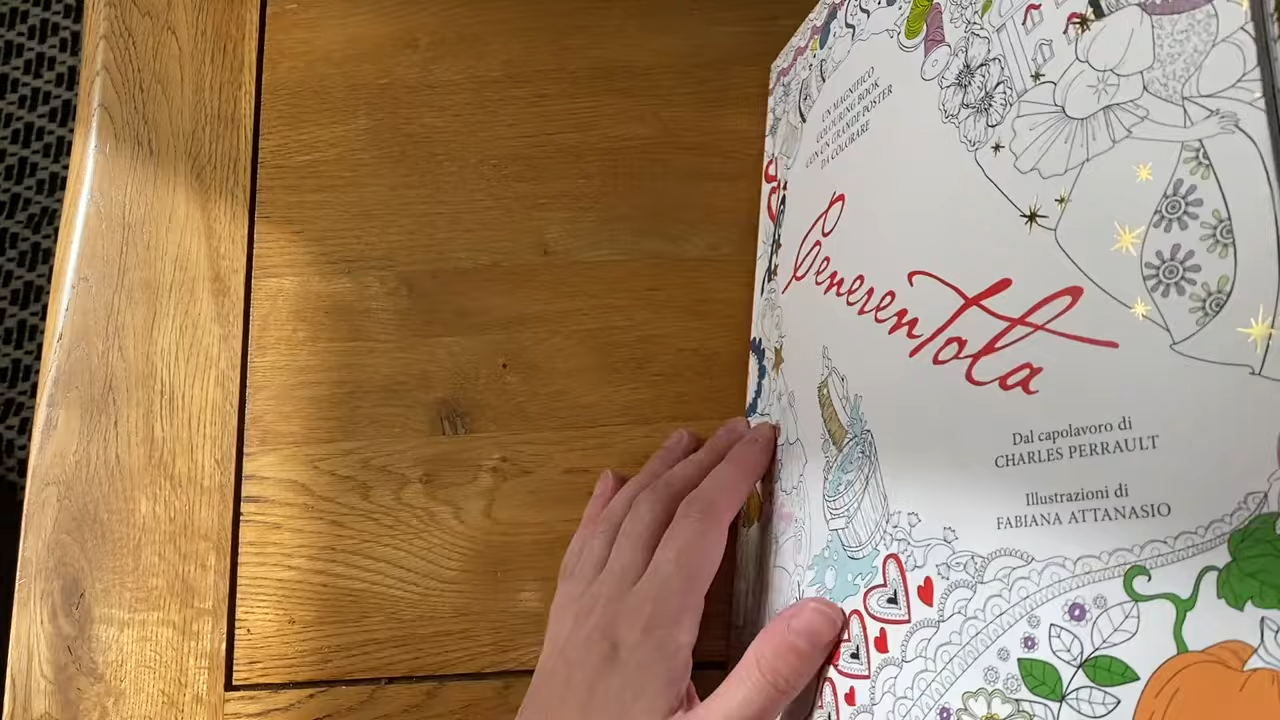 UN MAGNIFICO
COLOURING BOOK
CON UN GRANDE POSTER
DA COLORARE
Cenerentola
Dal capolavoro di
CHARLES PERRAULT
Illustrazioni di
FABIANA ATTANASIO